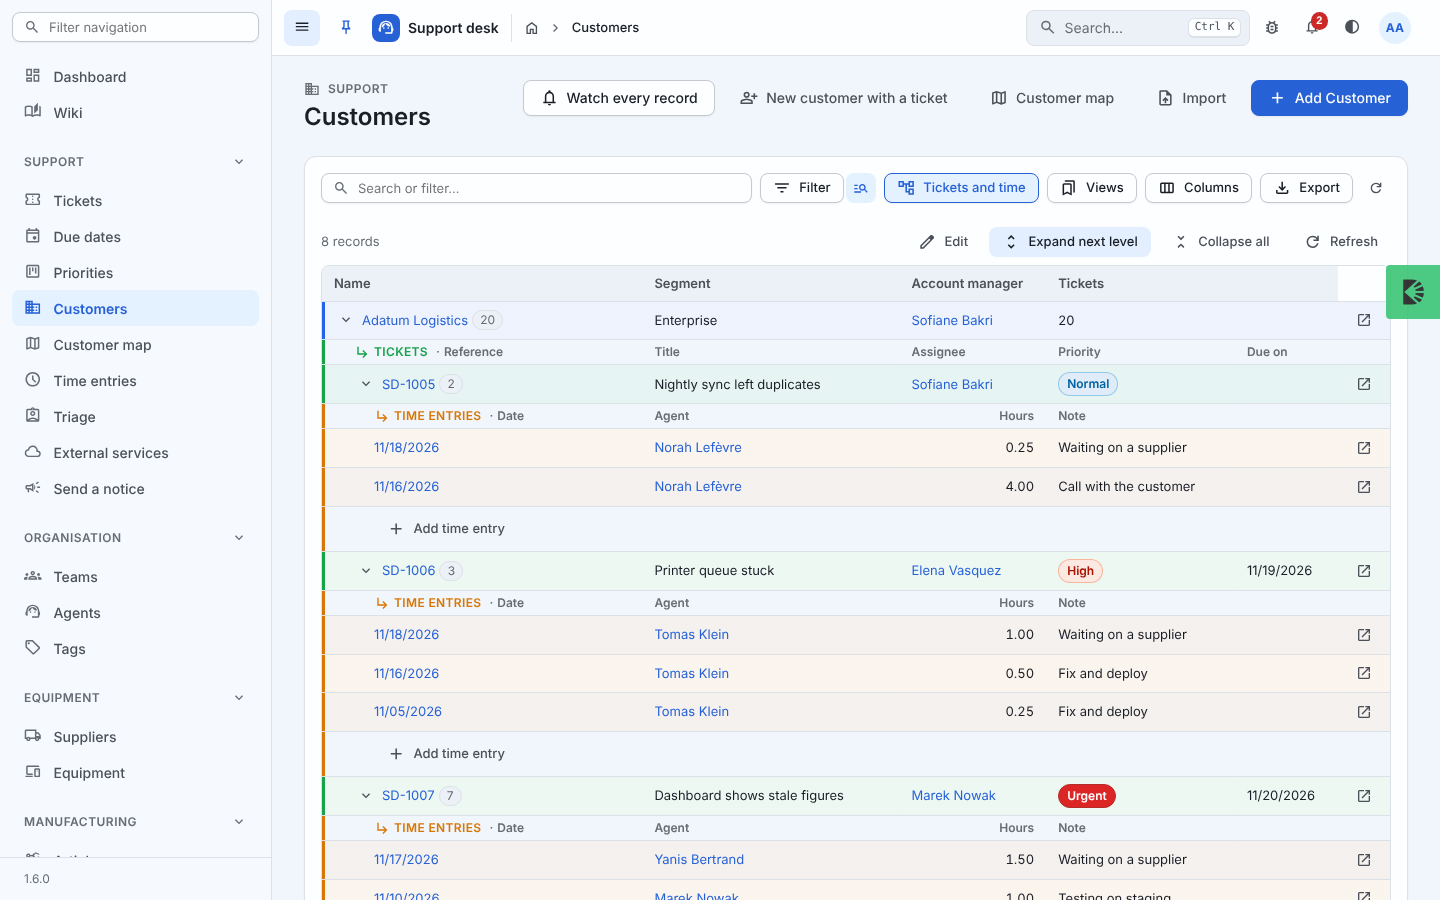 Filter navigation
Dashboard
Wiki
SUPPORT
Tickets
Due dates
Priorities
Customers
Customer map
Time entries
Triage
External services
Send a notice
ORGANISATION
Teams
Agents
Tags
EQUIPMENT
Suppliers
Equipment
MANUFACTURING
1.6.0
Support desk
Customers
Search...
Ctrl K
2
AA
SUPPORT
Customers
Watch every record
New customer with a ticket
Customer map
Import
Add Customer
Search or filter...
Filter
Tickets and time
Views
Columns
Export
8 records
Edit
Expand next level
Collapse all
Refresh
Name Segment Account manager Tickets
Adatum Logistics 20 Enterprise Sofiane Bakri 20
TICKETS · Reference Title Assignee Priority Due on
SD-1005 2 Nightly sync left duplicates Sofiane Bakri Normal
TIME ENTRIES · Date Agent Hours Note
11/18/2026 Norah Lefèvre 0.25 Waiting on a supplier
11/16/2026 Norah Lefèvre 4.00 Call with the customer
Add time entry
SD-1006 3 Printer queue stuck Elena Vasquez High 11/19/2026
TIME ENTRIES · Date Agent Hours Note
11/18/2026 Tomas Klein 1.00 Waiting on a supplier
11/16/2026 Tomas Klein 0.50 Fix and deploy
11/05/2026 Tomas Klein 0.25 Fix and deploy
Add time entry
SD-1007 7 Dashboard shows stale figures Marek Nowak Urgent 11/20/2026
TIME ENTRIES · Date Agent Hours Note
11/17/2026 Yanis Bertrand 1.50 Waiting on a supplier
11/10/2026 Marek Nowak 1.00 Testing on staging